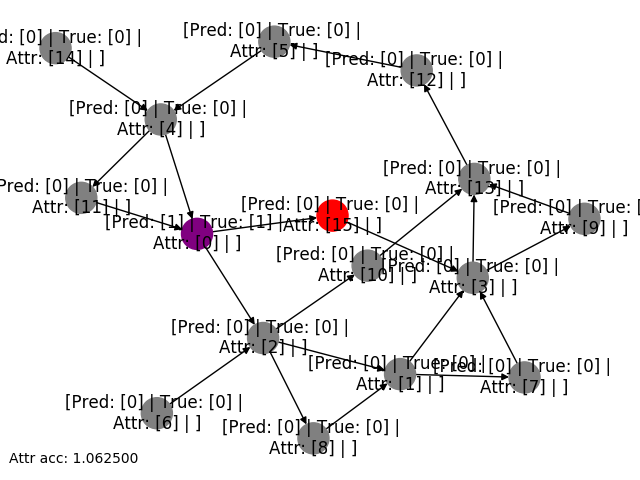 [Pred: [0] | True: [0] |
Attr: [5] | ]
d: [0] | True: [0] |
Attr: [14] | ]
[Pred: [0] | True: [0] |
Attr: [12] | ]
[Pred: [0] | True: [0] |
Attr: [4] | ]
[Pred: [0] | True: [0] |
Attr: [13] | ]
Pred: [0] | True: [0] |
Attr: [11] | ]
[Pred: [0] | True: [0] |
Attr: [15] | ]
[Pred: [0] | True: [0] |
Attr: [9] | ]
[Pred: [1] | True: [1] |
Attr: [0] | ]
[Pred: [0] | True: [0] |
Attr: [10] | ]
[Pred: [0] | True: [0] |
Attr: [3] | ]
[Pred: [0] | True: [0] |
Attr: [2] | ]
[Pred: [0] | True: [0] |
Attr: [1] | ]
[Pred: [0] | True: [0] |
Attr: [7] | ]
[Pred: [0] | True: [0] |
Attr: [6] | ]
[Pred: [0] | True: [0] |
Attr: [8] | ]
Attr acc: 1.062500